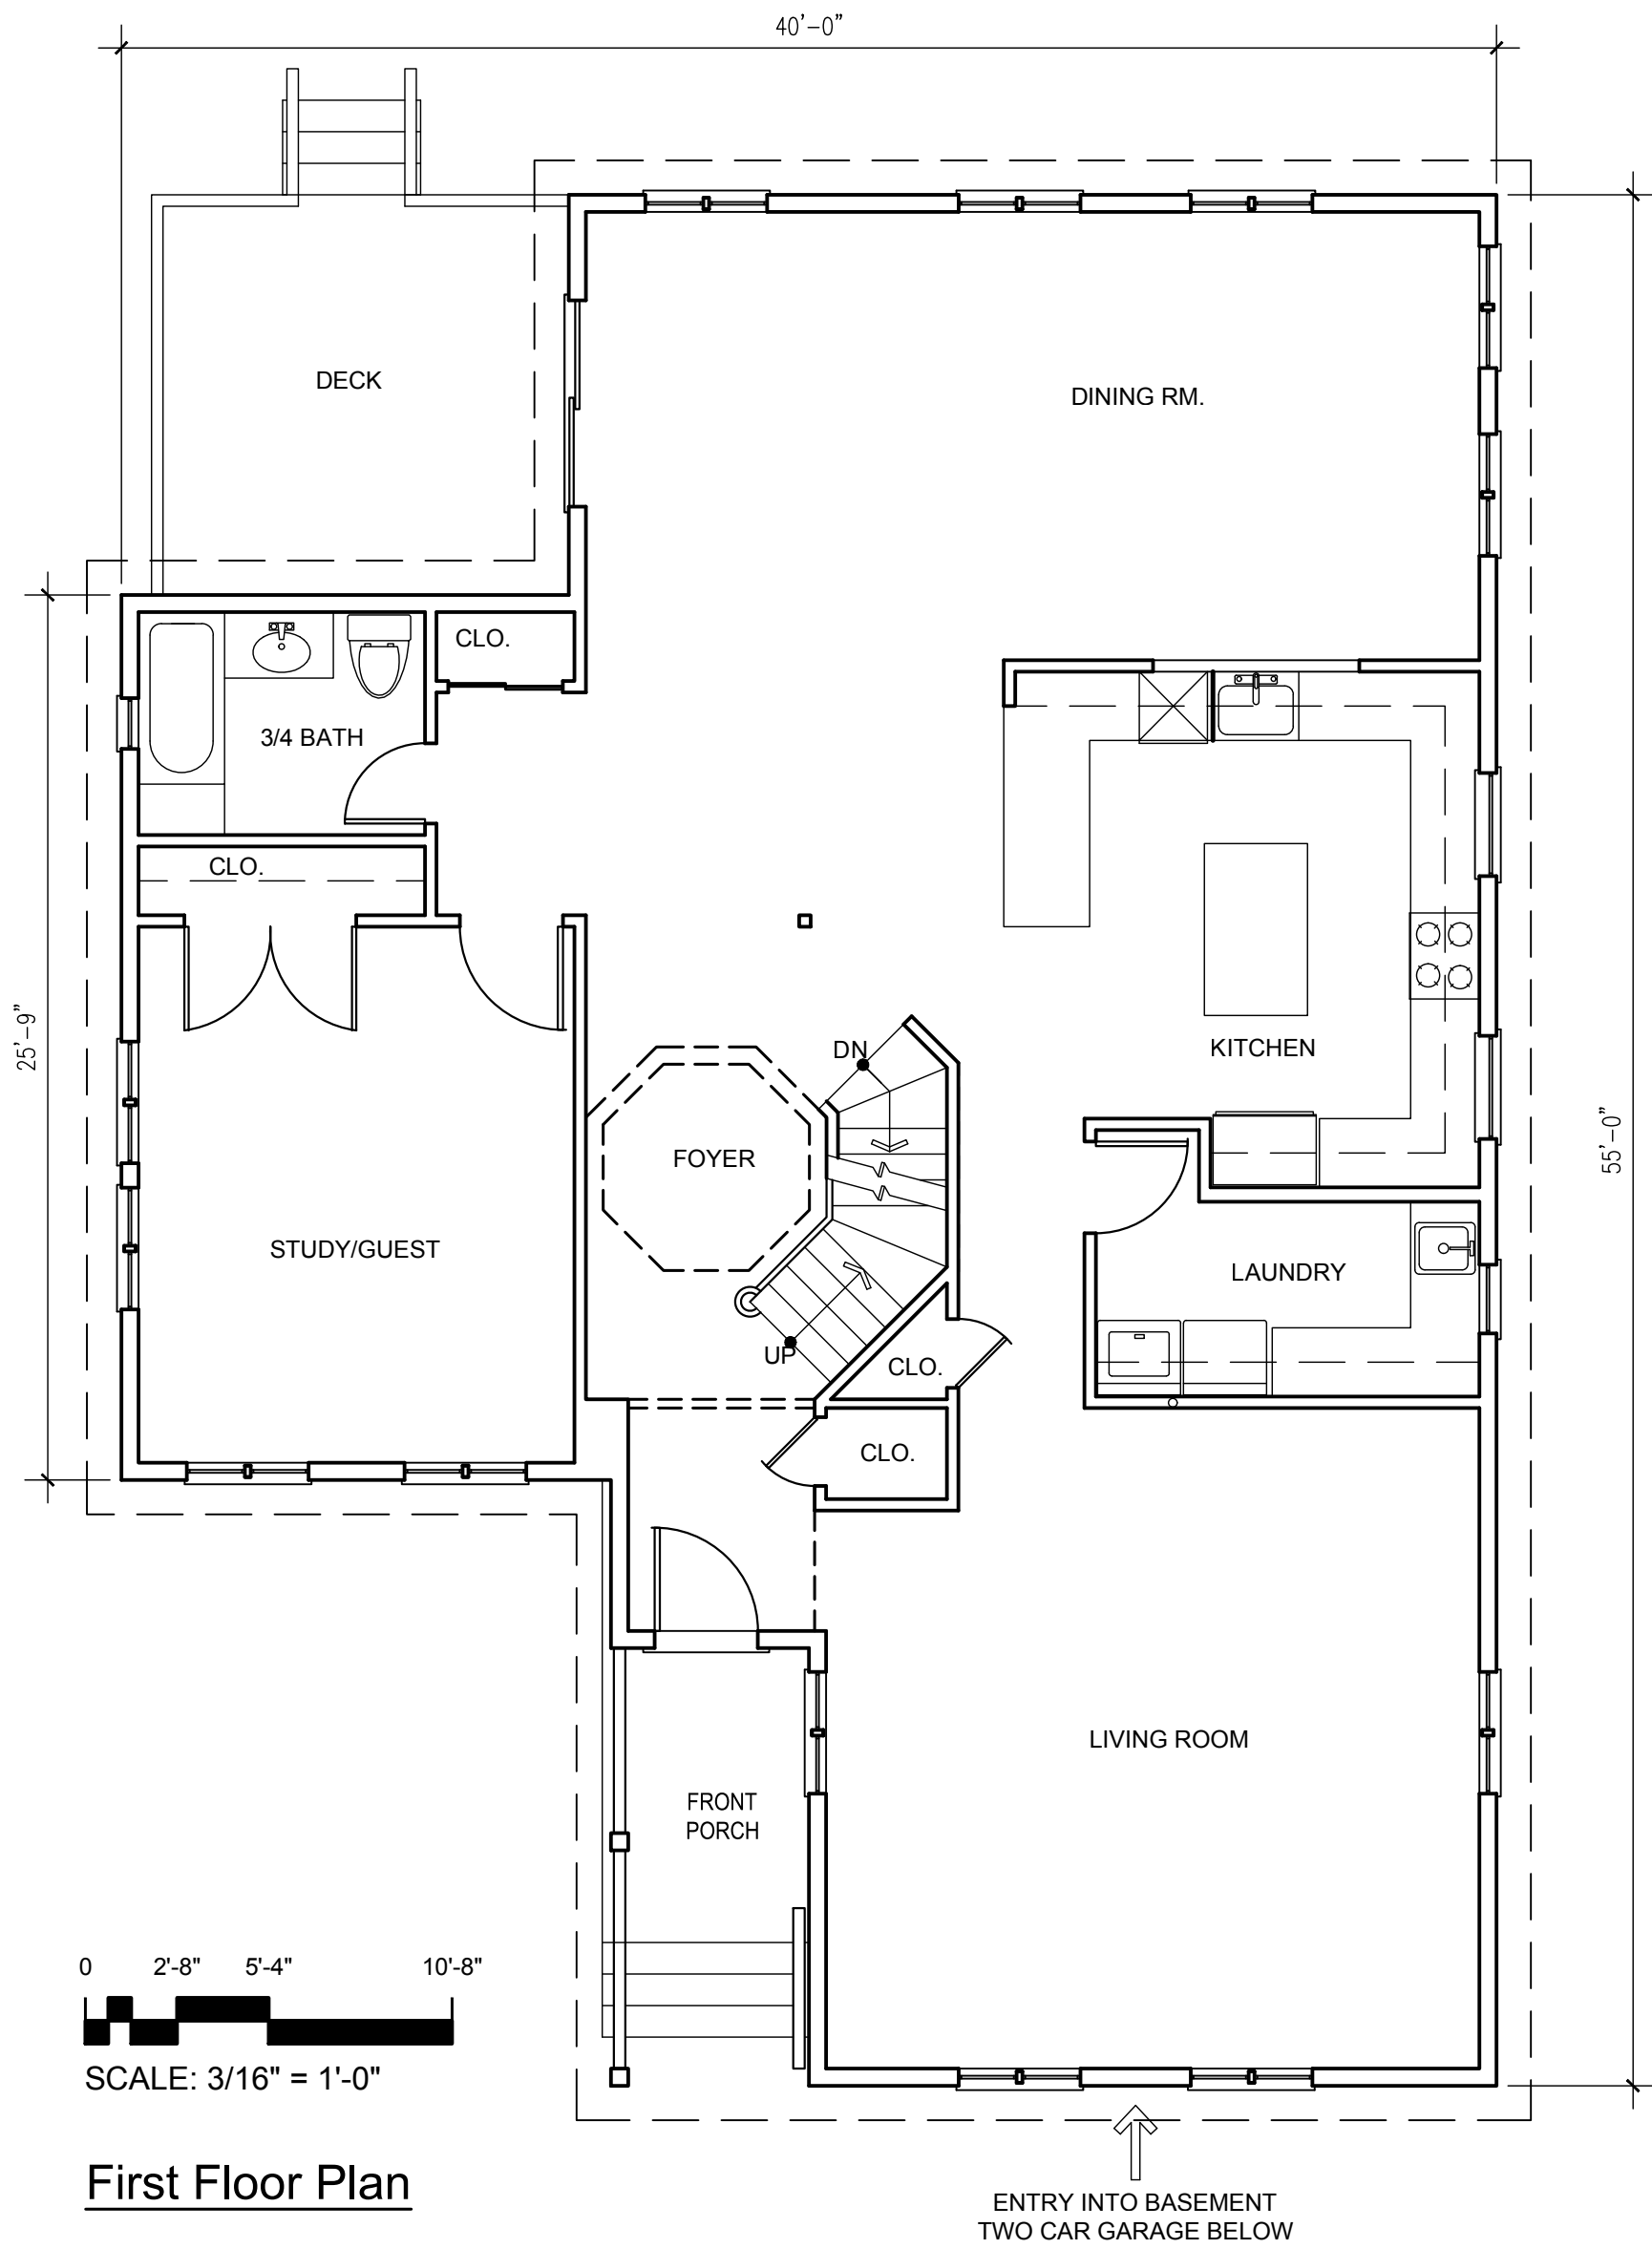 40'-0"
DECK
DINING RM.
CLO.
3/4 BATH
CLO.
25'-9"
DN
KITCHEN
FOYER
55'-0"
STUDY/GUEST
LAUNDRY
UP
CLO.
CLO.
LIVING ROOM
FRONT
PORCH
0 2'-8" 5'-4" 10'-8"
SCALE: 3/16" = 1'-0"
First Floor Plan
ENTRY INTO BASEMENT
TWO CAR GARAGE BELOW